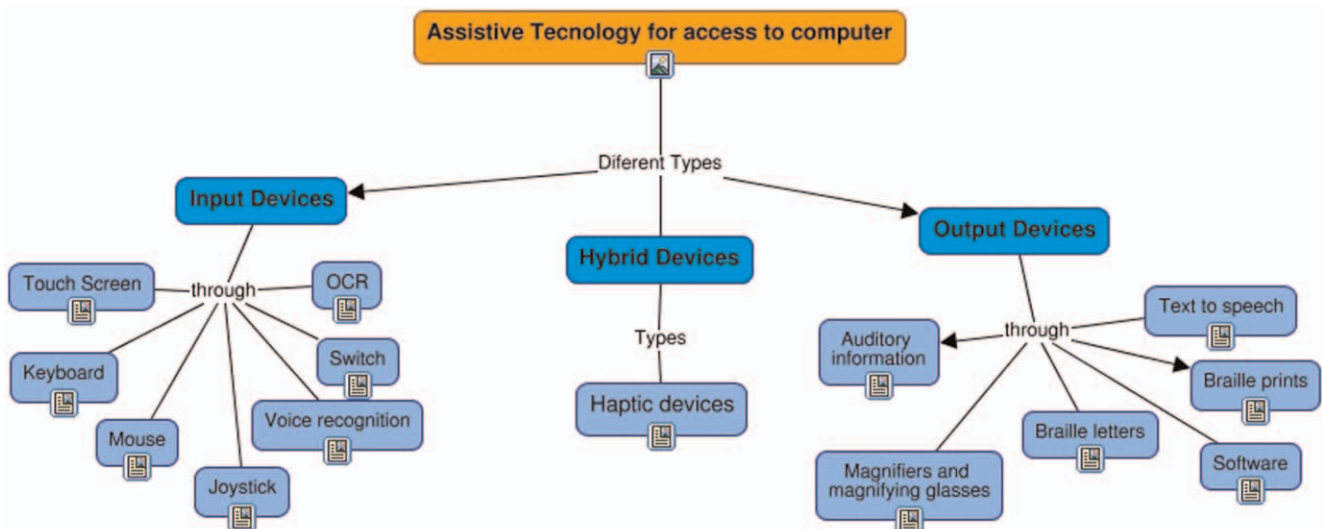 Assistive Tecnology for access to computer
Diferent Types
Input Devices
Hybrid Devices
Output Devices
through
Touch Screen
OCR
Keyboard
Switch
Mouse
Voice recognition
Joystick
Types
Haptic devices
through
Text to speech
Auditory
information
Braille prints
Braille letters
Magnifiers and
magnifying glasses
Software